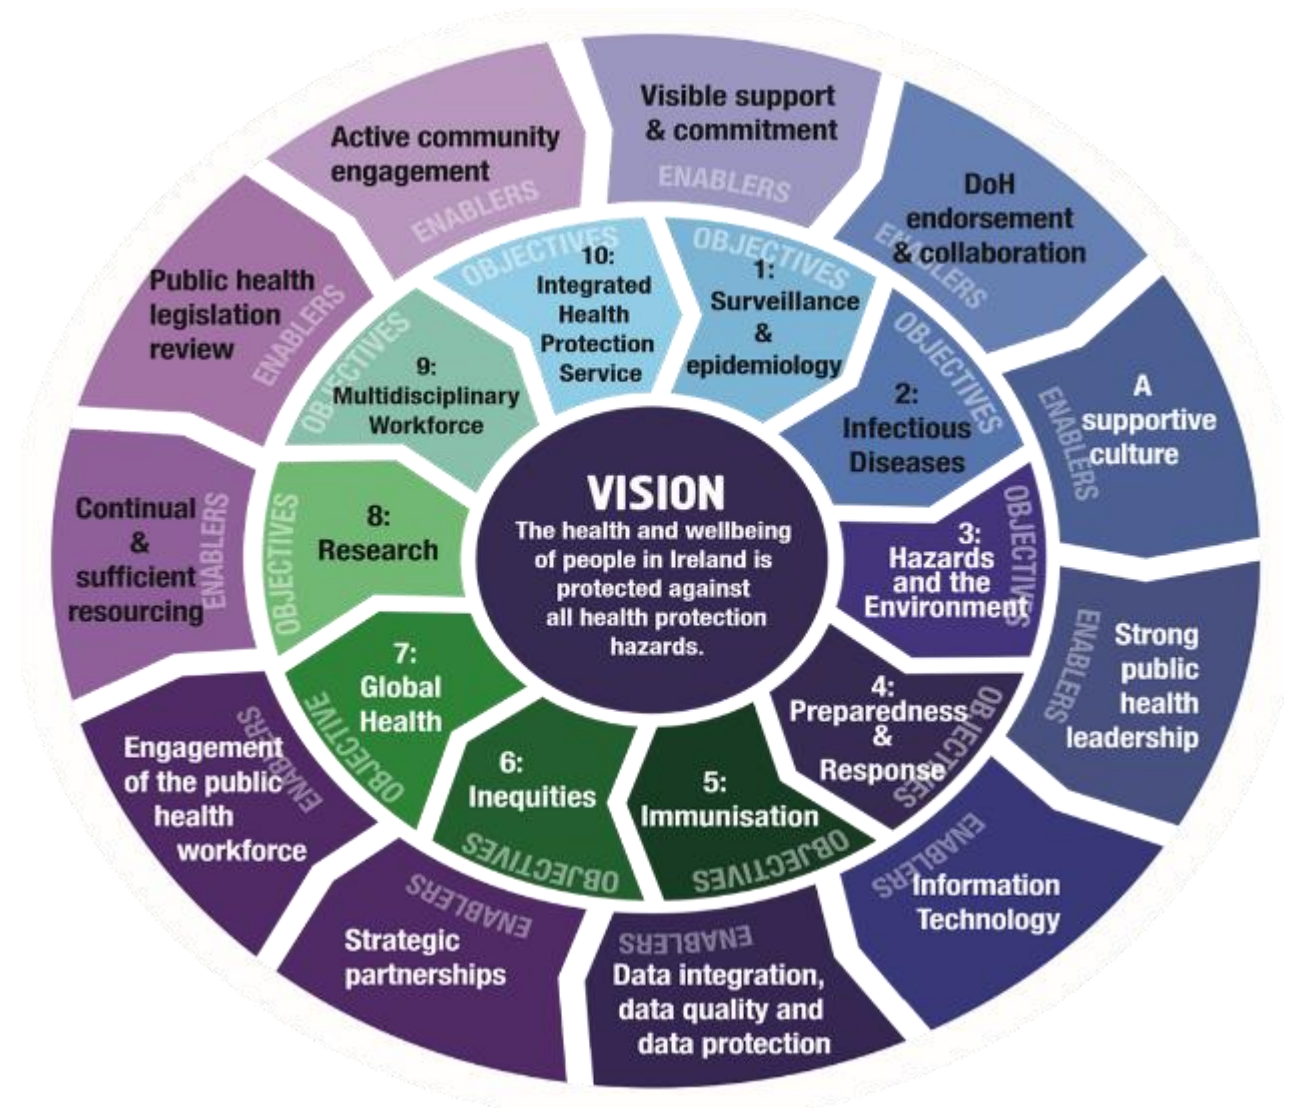 Visible support
& commitment
ENABLERS
DoH
endorsement
& collaboration
ENABLERS
A
supportive
culture
ENABLERS
Strong
public
health
leadership
ENABLERS
Information
Technology
ENABLERS
Data integration,
data quality and
data protection
ENABLERS
Strategic
partnerships
ENABLERS
Engagement
of the public
health
workforce
ENABLERS
Continual
&
sufficient
resourcing
ENABLERS
Public health
legislation
review
ENABLERS
Active community
engagement
ENABLERS
OBJECTIVES
1:
Surveillance
&
epidemiology
OBJECTIVES
2:
Infectious
Diseases
OBJECTIVES
3:
Hazards
and the
Environment
OBJECTIVES
4:
Preparedness
&
Response
OBJECTIVES
5:
Immunisation
OBJECTIVES
6:
Inequities
OBJECTIVES
7:
Global
Health
OBJECTIVE
8:
Research
OBJECTIVES
9:
Multidisciplinary
Workforce
OBJECTIVES
10:
Integrated
Health
Protection
Service
OBJECTIVES
VISION
The health and wellbeing
of people in Ireland is
protected against
all health protection
hazards.